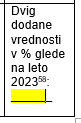 Dvig
dodane
vrednosti
v % glede
na leto
2023⁵⁸: